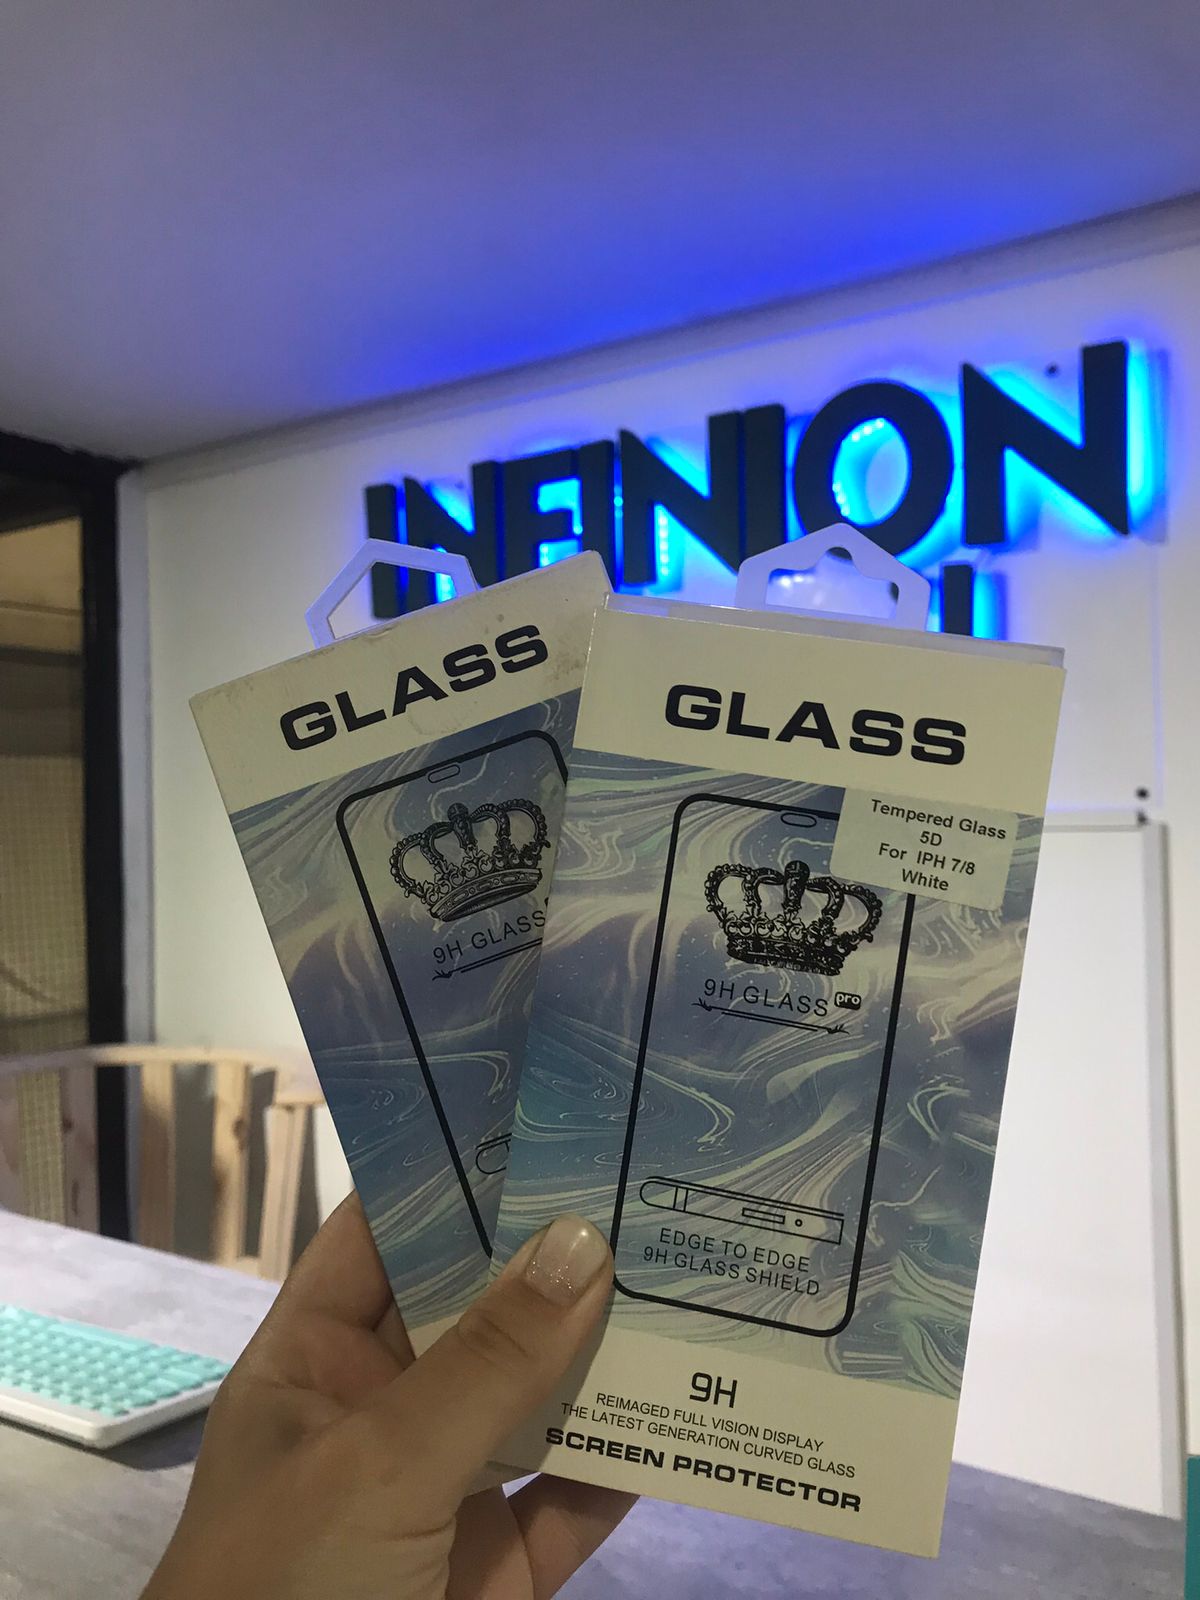 INFINION
GLASS
9H GLASS
GLASS
Tempered Glass
5D
For IPH 7/8
White
9H GLASS pro
EDGE TO EDGE
9H GLASS SHIELD
9H
REIMAGED FULL VISION DISPLAY
THE LATEST GENERATION CURVED GLASS
SCREEN PROTECTOR